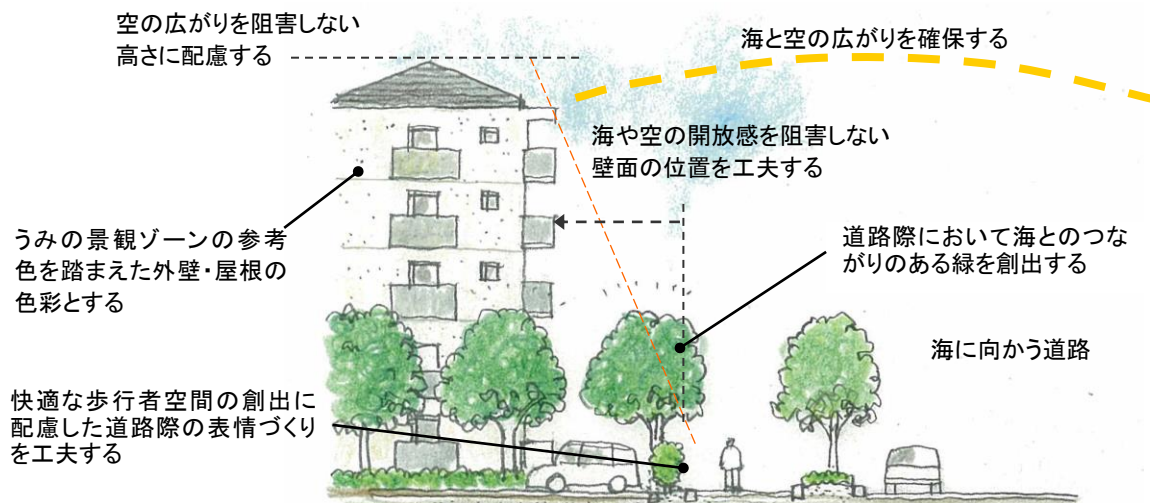 空の広がりを阻害しない
高さに配慮する
海と空の広がりを確保する
海や空の開放感を阻害しない
壁面の位置を工夫する
うみの景観ゾーンの参考
色を踏まえた外壁・屋根の
色彩とする
道路際において海とのつな
がりのある緑を創出する
海に向かう道路
快適な歩行者空間の創出に
配慮した道路際の表情づくり
を工夫する